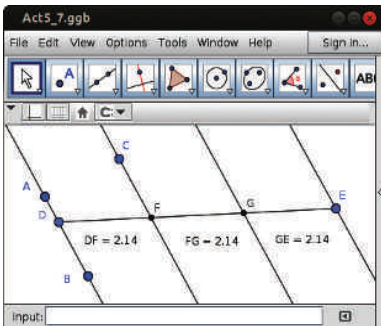 Act5_7.ggb
File Edit View Options Tools Window Help Sign in...
A ABC
C
A
D F G E
DF = 2.14 FG = 2.14 GE = 2.14
B
Input: